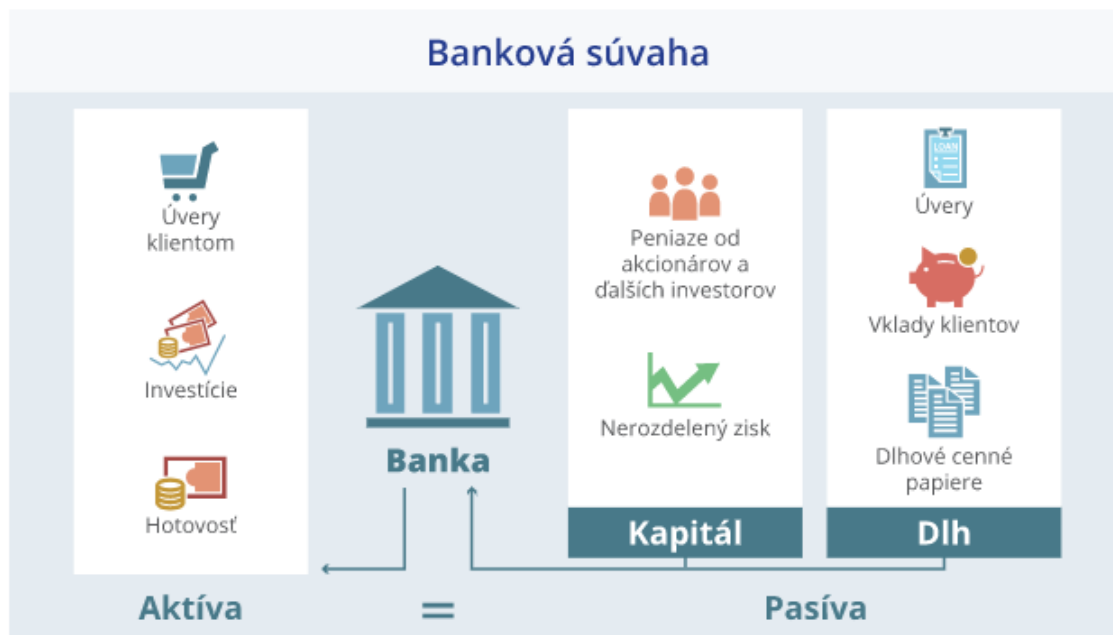 Banková súvaha
Úvery
klientom
Investície
Hotovosť
Banka
Peniaze od
akcionárov a
ďalších investorov
Nerozdelený zisk
Kapitál
LOAN
Úvery
Vklady klientov
Dlhové cenné
papiere
Dlh
Aktíva
=
Pasíva